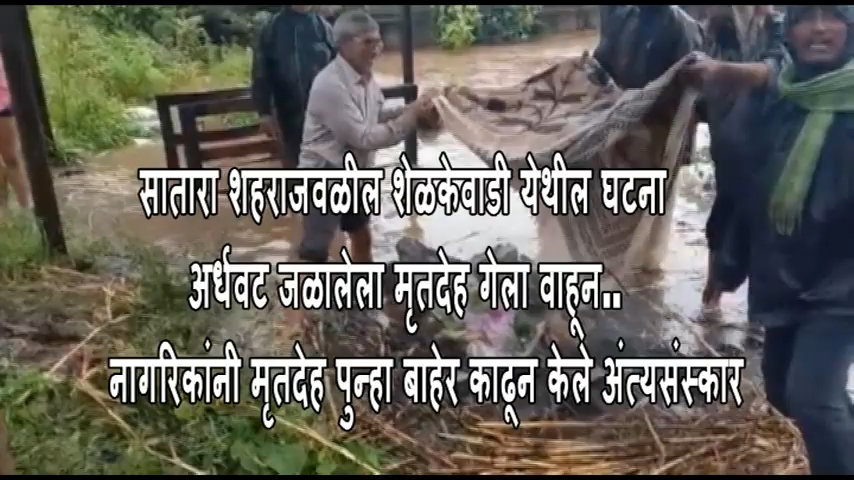 सातारा शहराजवळील शेळकेवाडी येथील घटना
अर्धवट जळालेला मृतदेह गेला वाहून..
नागरिकांनी मृतदेह पुन्हा बाहेर काढून केले अंत्यसंस्कार